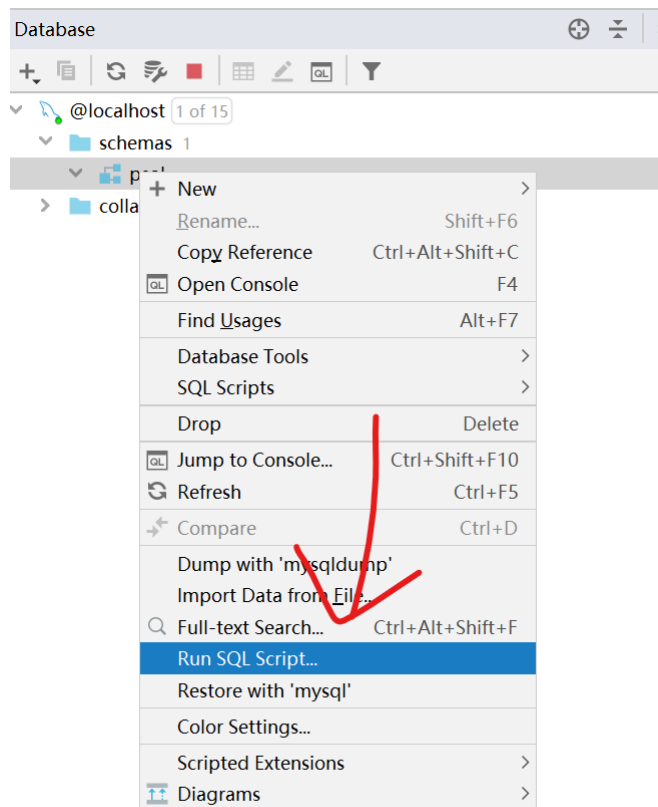 Database
@localhost 1 of 15
schemas 1
colla
New
Rename... Shift+F6
Copy Reference Ctrl+Alt+Shift+C
QL Open Console F4
Find Usages Alt+F7
Database Tools
SQL Scripts
Drop Delete
QL Jump to Console... Ctrl+Shift+F10
Refresh Ctrl+F5
Compare Ctrl+D
Dump with 'mysqldump'
Import Data from File...
Full-text Search... Ctrl+Alt+Shift+F
Run SQL Script...
Restore with 'mysql'
Color Settings...
Scripted Extensions
Diagrams